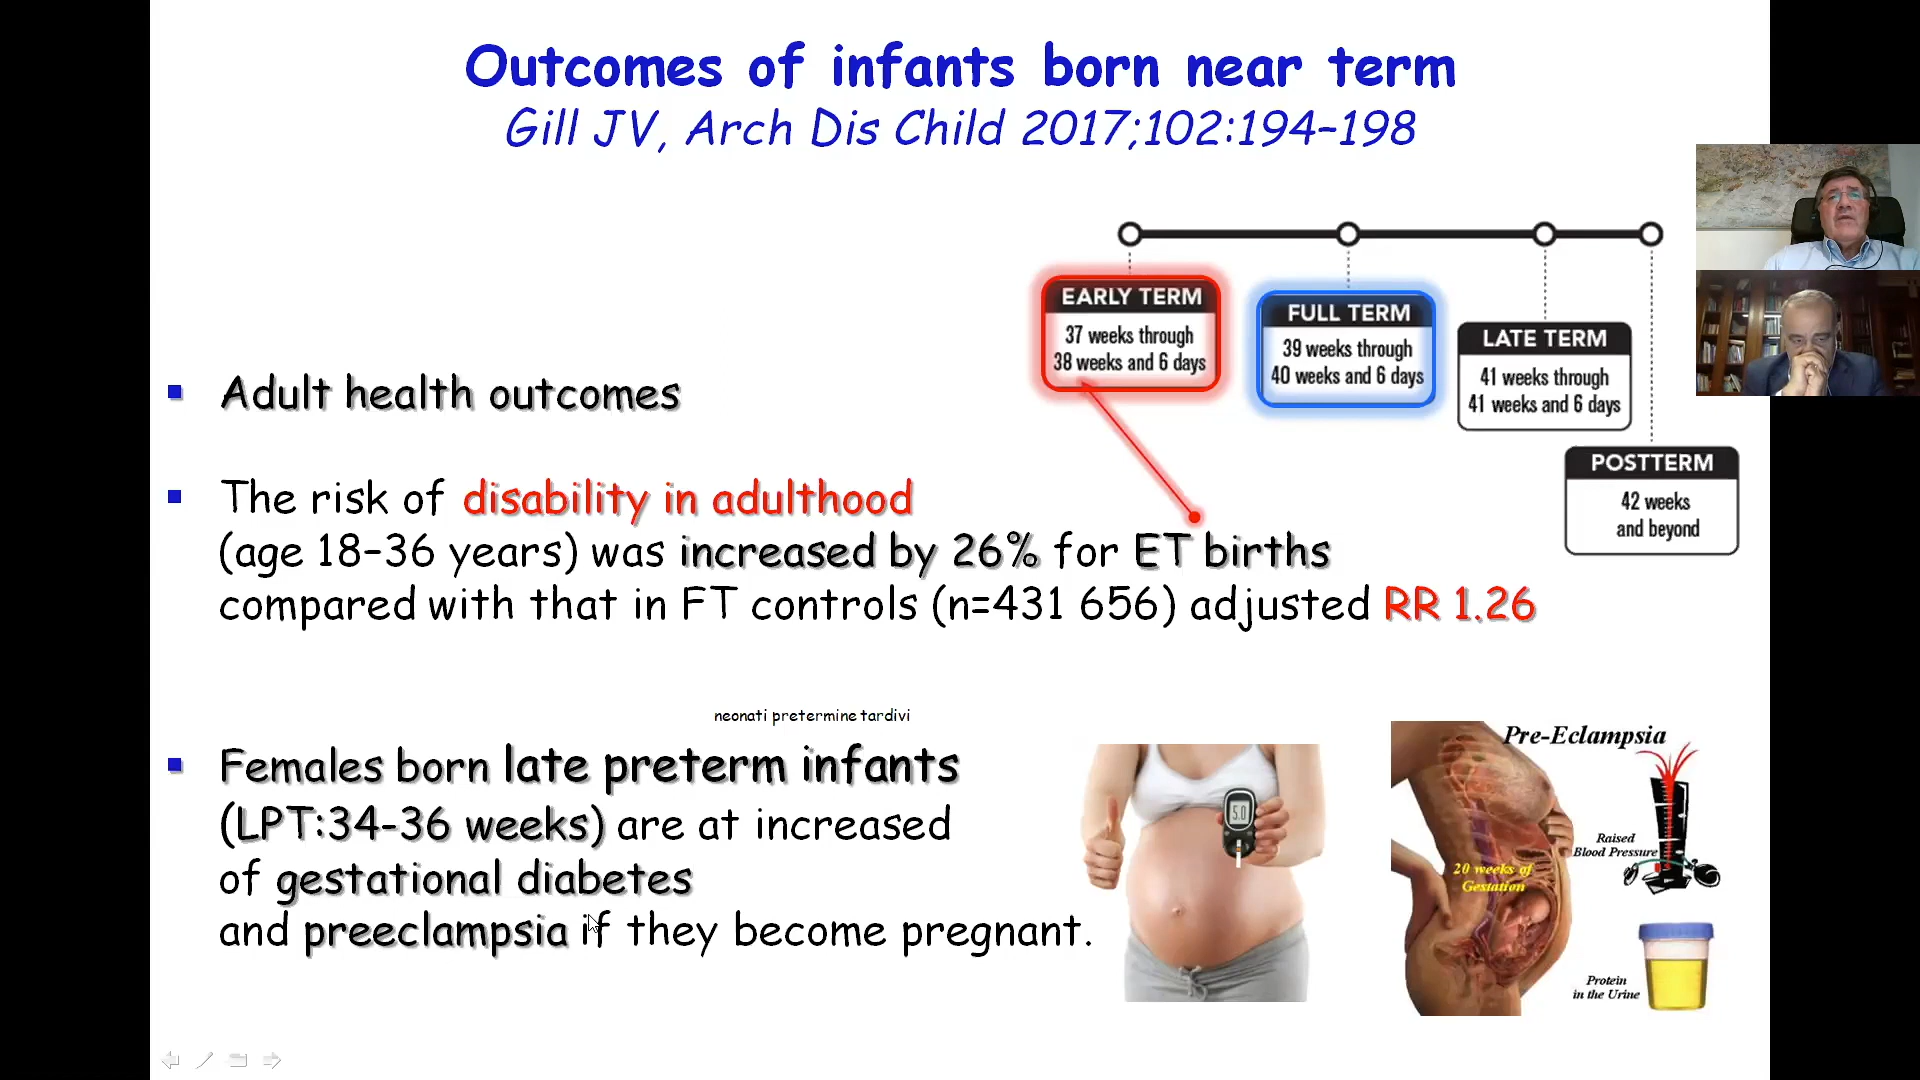 Outcomes of infants born near term
Gill JV, Arch Dis Child 2017;102:194–198
EARLY TERM
37 weeks through
38 weeks and 6 days
FULL TERM
39 weeks through
40 weeks and 6 days
LATE TERM
41 weeks through
41 weeks and 6 days
POSTTERM
42 weeks
and beyond
Adult health outcomes
The risk of disability in adulthood
(age 18–36 years) was increased by 26% for ET births
compared with that in FT controls (n=431 656) adjusted RR 1.26
neonati pretermine tardivi
Females born late preterm infants
(LPT:34-36 weeks) are at increased
of gestational diabetes
and preeclampsia if they become pregnant.
5.0
Pre-Eclampsia
Raised
Blood Pressure
20 weeks of
Gestation
Protein
in the Urine